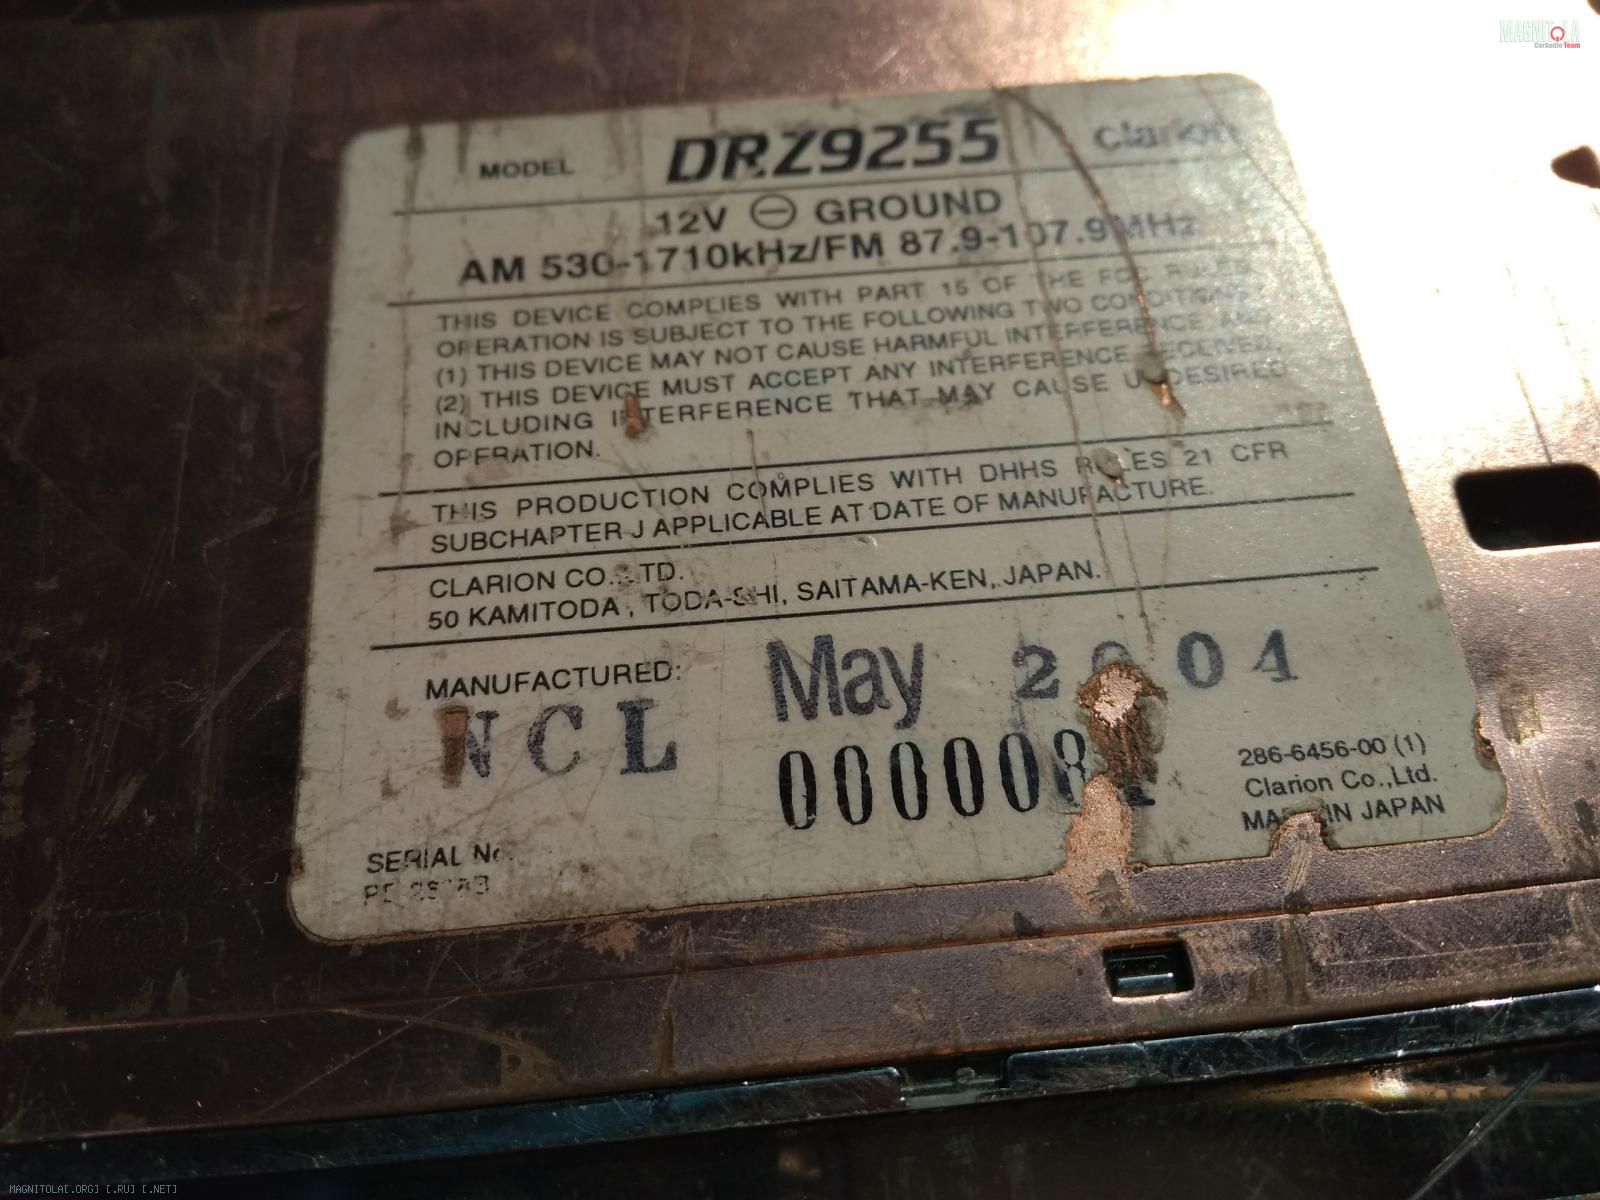 MAGNITOLA
CarAudio Team
MODEL DRZ9255 clarion
12V ⊖ GROUND
AM 530-1710kHz/FM 87.9-107.9MHz
THIS DEVICE COMPLIES WITH PART 15 OF THE FCC RULES
OPERATION IS SUBJECT TO THE FOLLOWING TWO CONDITIONS
(1) THIS DEVICE MAY NOT CAUSE HARMFUL INTERFERENCE AND
(2) THIS DEVICE MUST ACCEPT ANY INTERFERENCE RECEIVED,
INCLUDING INTERFERENCE THAT MAY CAUSE UNDESIRED
OPERATION.
THIS PRODUCTION COMPLIES WITH DHHS RULES 21 CFR
SUBCHAPTER J APPLICABLE AT DATE OF MANUFACTURE.
CLARION CO.,LTD.
50 KAMITODA, TODA-SHI, SAITAMA-KEN, JAPAN.
MANUFACTURED: May 2004
NCL
286-6456-00 (1)
Clarion Co.,Ltd.
MADE IN JAPAN
SERIAL No.
MAGNITOLA[.ORG] [.RU] [.NET]